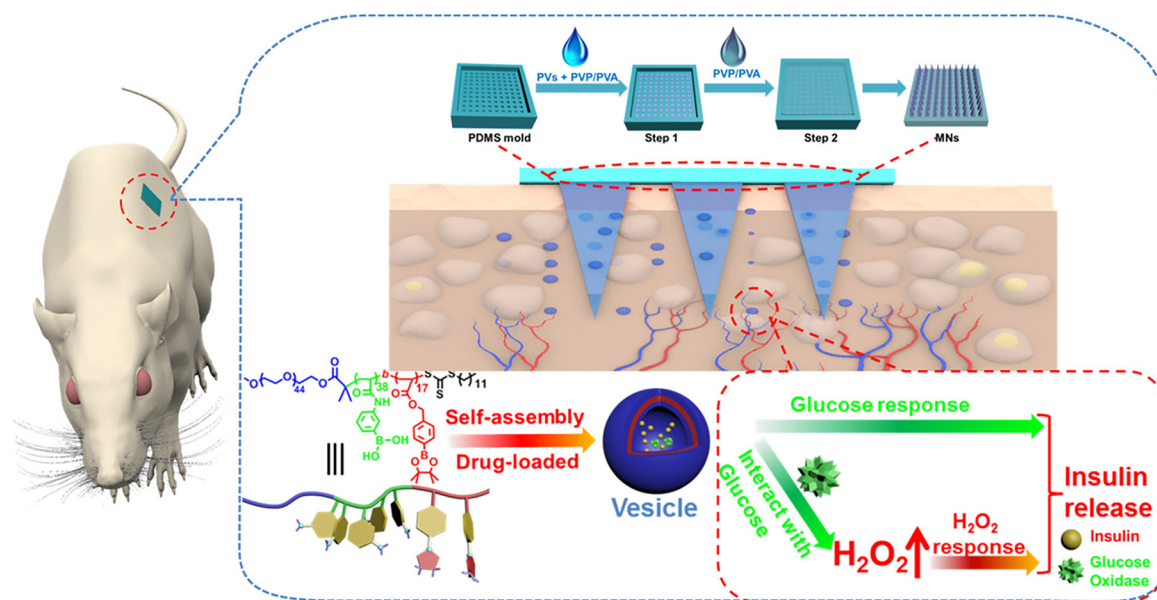 PVs + PVP/PVA
PVP/PVA
PDMS mold
Step 1
Step 2
MNs
O
O
44
O
O
38
b
17
S
S
S
11
O
NH
O
O
B
OH
HO
B
O
O
Self-assembly
Drug-loaded
Vesicle
Glucose response
Interact with
Glucose
H₂O₂
H₂O₂
response
Insulin
release
Insulin
Glucose
Oxidase